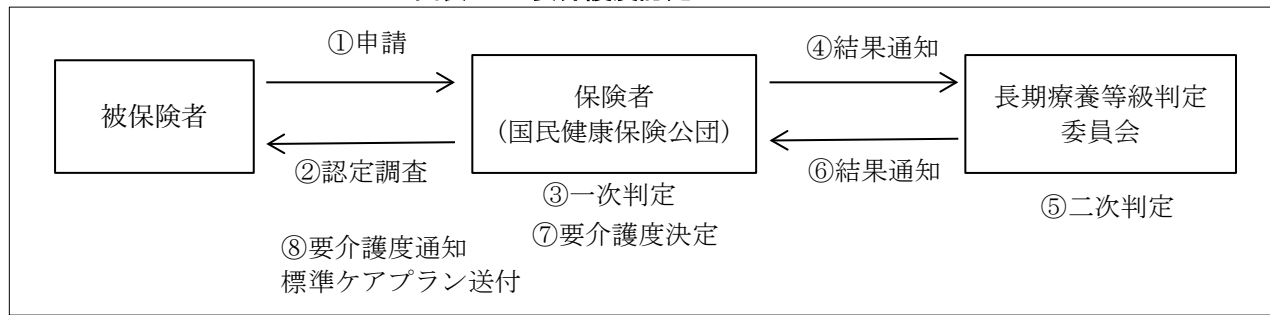 ①申請
④結果通知
被保険者
保険者
(国民健康保険公団)
長期療養等級判定
委員会
②認定調査
⑥結果通知
③一次判定
⑤二次判定
⑦要介護度決定
⑧要介護度通知
標準ケアプラン送付